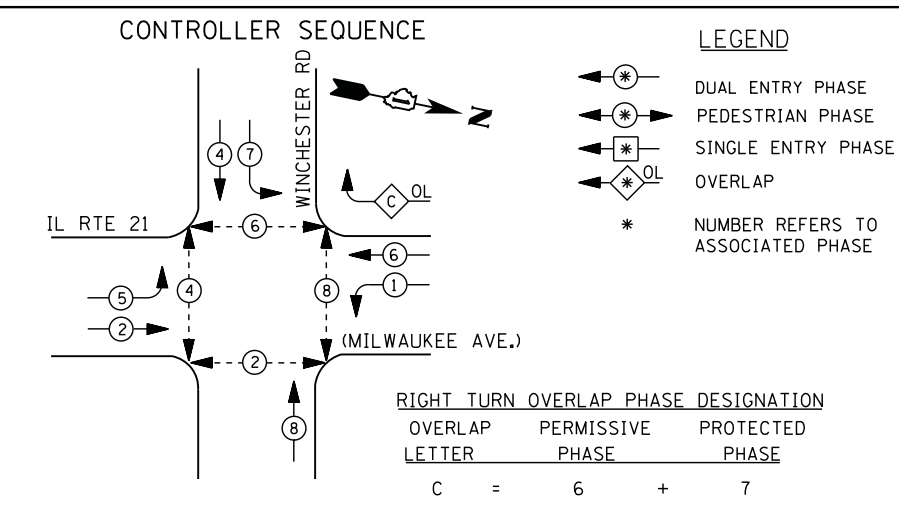 CONTROLLER SEQUENCE
WINCHESTER RD
N
4 7
C OL
IL RTE 21
6
6
5 4 8 1
2
(MILWAUKEE AVE.)
2
8
LEGEND
* DUAL ENTRY PHASE
* PEDESTRIAN PHASE
* SINGLE ENTRY PHASE
* OL OVERLAP
* NUMBER REFERS TO
ASSOCIATED PHASE
RIGHT TURN OVERLAP PHASE DESIGNATION
OVERLAP PERMISSIVE PROTECTED
LETTER PHASE PHASE
C = 6 + 7